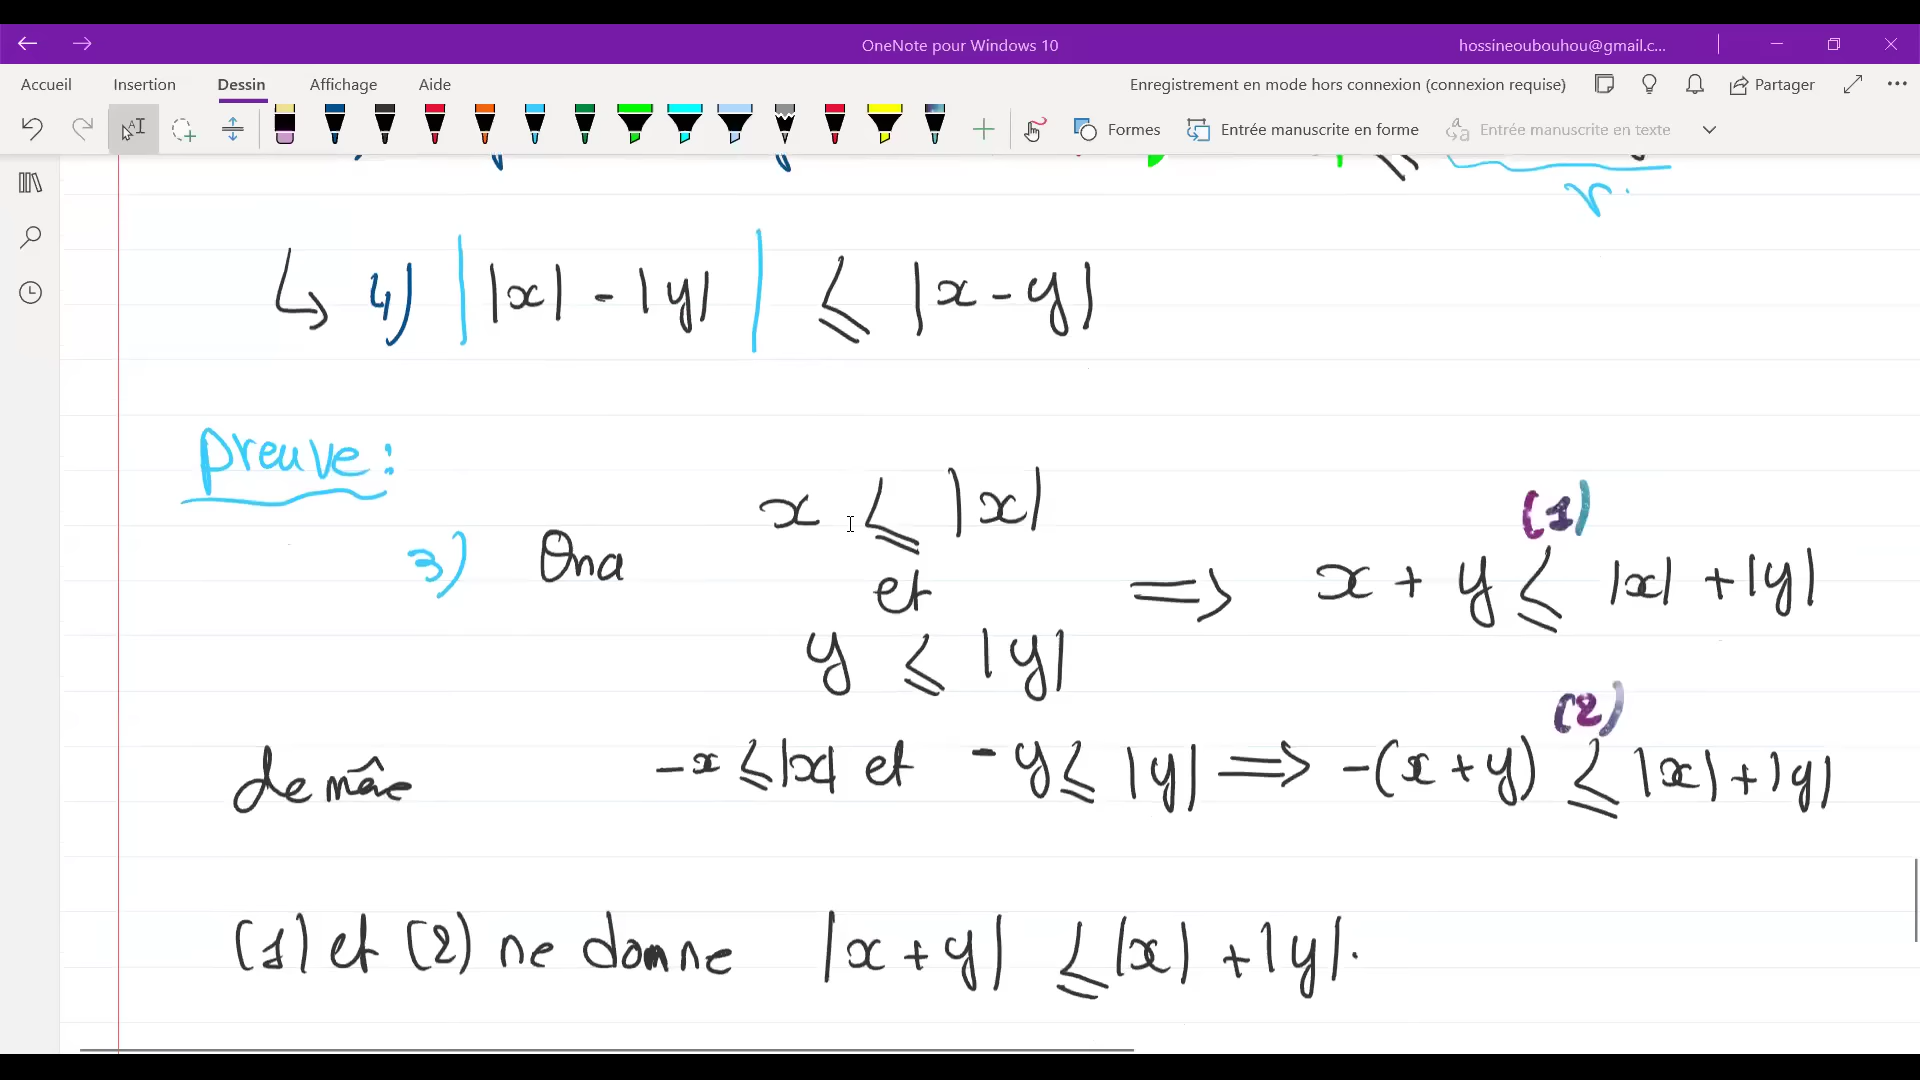 OneNote pour Windows 10
hossineoubouhou@gmail.c...
Accueil Insertion Dessin Affichage Aide
Enregistrement en mode hors connexion (connexion requise) Partager
Formes Entrée manuscrite en forme Entrée manuscrite en texte
↳ 4) ||x| - |y|| ≤ |x - y|
Preuve :
3) Ona x ≤ |x| et y ≤ |y| ⟹ x + y ≤ |x| + |y| (1)
de même -x ≤ |x| et -y ≤ |y| ⟹ -(x + y) ≤ |x| + |y| (2)
(1) et (2) ne donne |x + y| ≤ |x| + |y|.